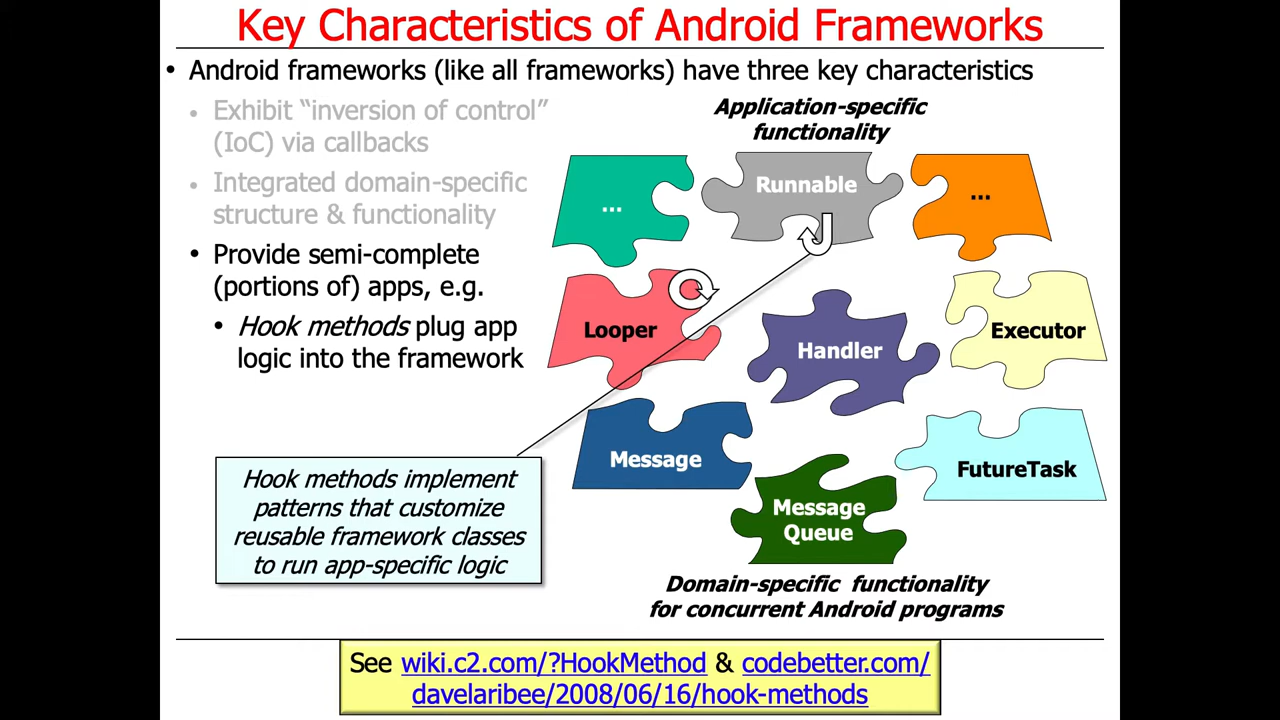 Key Characteristics of Android Frameworks
• Android frameworks (like all frameworks) have three key characteristics
• Exhibit “inversion of control”
(IoC) via callbacks
• Integrated domain-specific
structure & functionality
• Provide semi-complete
(portions of) apps, e.g.
• Hook methods plug app
logic into the framework
Hook methods implement
patterns that customize
reusable framework classes
to run app-specific logic
Application-specific
functionality
...
Runnable
...
Looper
Handler
Executor
Message
Message
Queue
FutureTask
Domain-specific functionality
for concurrent Android programs
See wiki.c2.com/?HookMethod & codebetter.com/
davelaribee/2008/06/16/hook-methods